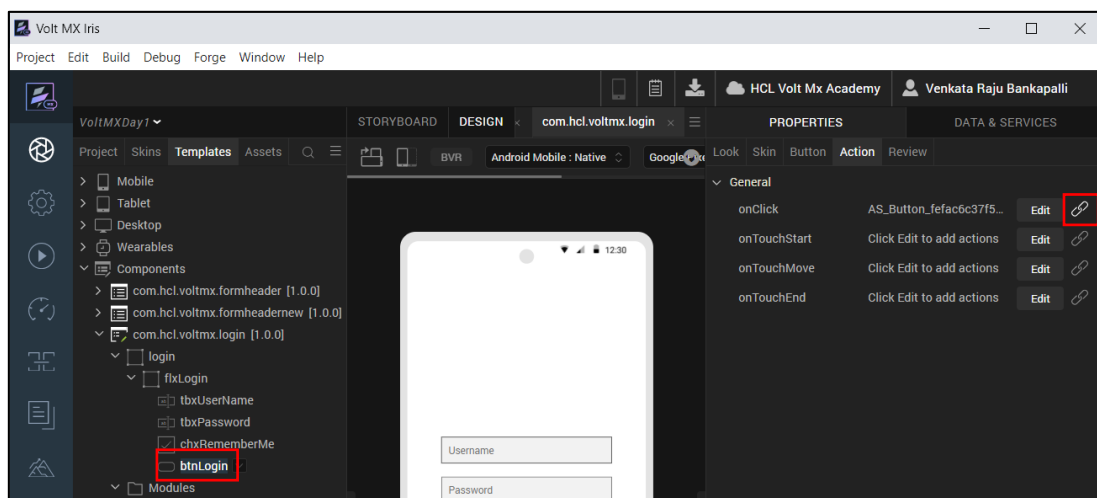 Volt MX Iris
Project Edit Build Debug Forge Window Help
HCL Volt Mx Academy Venkata Raju Bankapalli
VoltMXDay1 STORYBOARD DESIGN com.hcl.voltmx.login PROPERTIES DATA & SERVICES
Project Skins Templates Assets BVR Android Mobile : Native Look Skin Button Action Review
Mobile
General
Tablet
onClick AS_Button_fefac6c37f5... Edit
Desktop
onTouchStart Click Edit to add actions Edit
Wearables
12:30
Components
onTouchMove Click Edit to add actions Edit
com.hcl.voltmx.formheader [1.0.0]
onTouchEnd Click Edit to add actions Edit
com.hcl.voltmx.formheadernew [1.0.0]
com.hcl.voltmx.login [1.0.0]
login
flxLogin
tbxUserName
tbxPassword
chxRememberMe
Username
btnLogin
Modules
Password